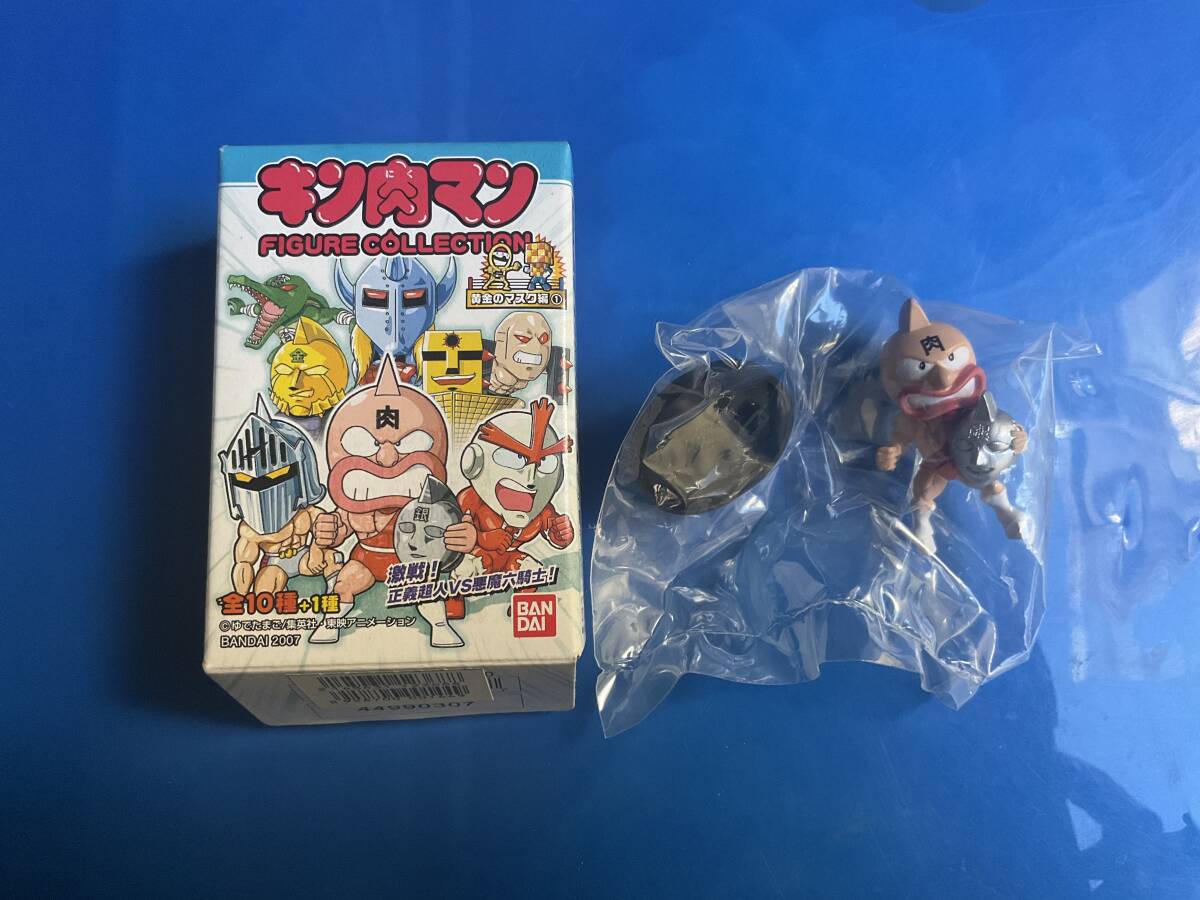 キン肉マン
にく
FIGURE COLLECTION
黄金のマスク編①
金
肉
銀
激戦!
正義超人VS悪魔六騎士!
全10種+1種
©ゆでたまご/集英社・東映アニメーション
BANDAI 2007
BAN
DAI
44990307
肉
銀